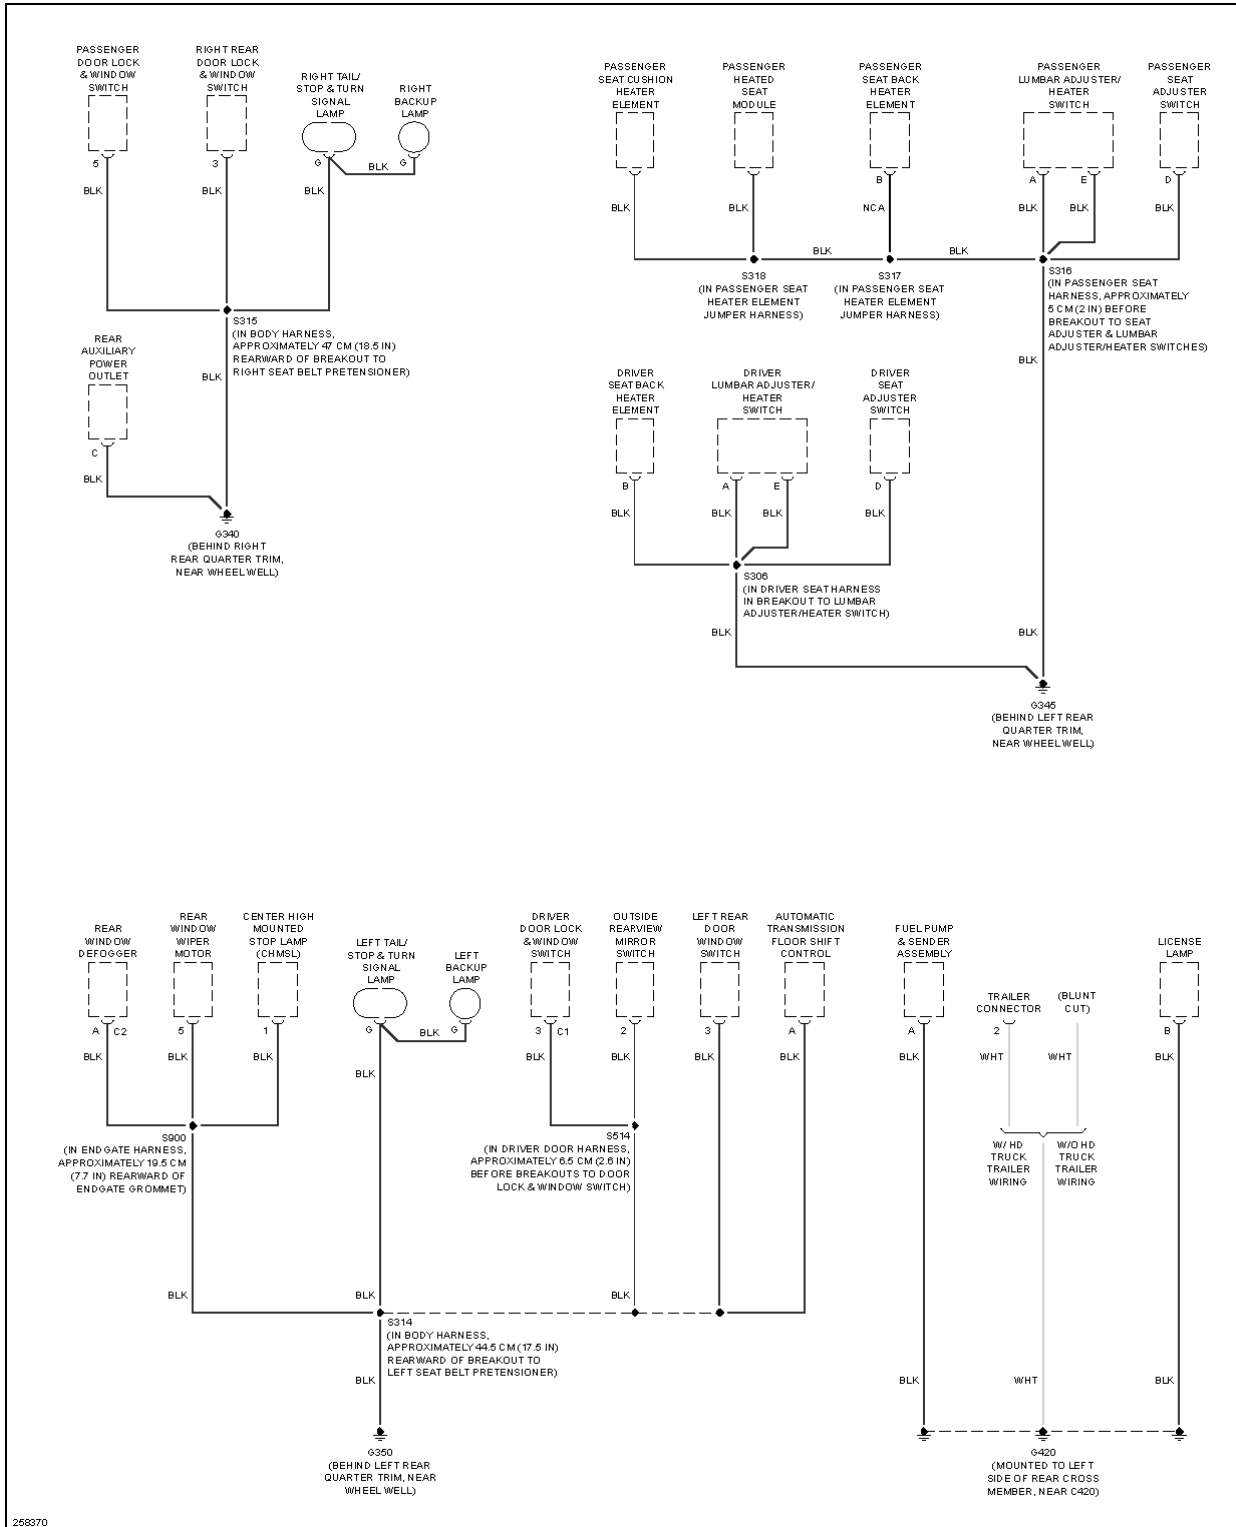 PASSENGER
DOOR LOCK
& WINDOW
SWITCH
RIGHT REAR
DOOR LOCK
& WINDOW
SWITCH
RIGHT TAIL/
STOP & TURN
SIGNAL
LAMP
RIGHT
BACKUP
LAMP
5
3
G
G
BLK
BLK
BLK
BLK
S315
(IN BODY HARNESS,
APPROXIMATELY 47 CM (18.5 IN)
REARWARD OF BREAKOUT TO
RIGHT SEAT BELT PRETENSIONER)
REAR
AUXILIARY
POWER
OUTLET
BLK
C
BLK
G340
(BEHIND RIGHT
REAR QUARTER TRIM,
NEAR WHEEL WELL)
PASSENGER
SEAT CUSHION
HEATER
ELEMENT
PASSENGER
HEATED
SEAT
MODULE
PASSENGER
SEAT BACK
HEATER
ELEMENT
PASSENGER
LUMBAR ADJUSTER/
HEATER
SWITCH
PASSENGER
SEAT
ADJUSTER
SWITCH
B
A
E
D
BLK
BLK
NCA
BLK
BLK
BLK
BLK
BLK
S318
(IN PASSENGER SEAT
HEATER ELEMENT
JUMPER HARNESS)
S317
(IN PASSENGER SEAT
HEATER ELEMENT
JUMPER HARNESS)
S316
(IN PASSENGER SEAT
HARNESS, APPROXIMATELY
5 CM (2 IN) BEFORE
BREAKOUT TO SEAT
ADJUSTER & LUMBAR
ADJUSTER/HEATER SWITCHES)
BLK
DRIVER
SEAT BACK
HEATER
ELEMENT
DRIVER
LUMBAR ADJUSTER/
HEATER
SWITCH
DRIVER
SEAT
ADJUSTER
SWITCH
B
A
E
D
BLK
BLK
BLK
BLK
S306
(IN DRIVER SEAT HARNESS
IN BREAKOUT TO LUMBAR
ADJUSTER/HEATER SWITCH)
BLK
BLK
G345
(BEHIND LEFT REAR
QUARTER TRIM,
NEAR WHEEL WELL)
REAR
WINDOW
DEFOGGER
REAR
WINDOW
WIPER
MOTOR
CENTER HIGH
MOUNTED
STOP LAMP
(CHMSL)
LEFT TAIL/
STOP & TURN
SIGNAL
LAMP
LEFT
BACKUP
LAMP
DRIVER
DOOR LOCK
& WINDOW
SWITCH
OUTSIDE
REARVIEW
MIRROR
SWITCH
LEFT REAR
DOOR
WINDOW
SWITCH
AUTOMATIC
TRANSMISSION
FLOOR SHIFT
CONTROL
FUEL PUMP
& SENDER
ASSEMBLY
TRAILER
CONNECTOR
(BLUNT
CUT)
LICENSE
LAMP
A
C2
5
1
G
BLK
G
3
C1
2
3
A
A
2
B
BLK
BLK
BLK
BLK
BLK
BLK
BLK
BLK
BLK
WHT
WHT
BLK
S900
(IN ENDGATE HARNESS,
APPROXIMATELY 19.5 CM
(7.7 IN) REARWARD OF
ENDGATE GROMMET)
S514
(IN DRIVER DOOR HARNESS,
APPROXIMATELY 6.5 CM (2.6 IN)
BEFORE BREAKOUTS TO DOOR
LOCK & WINDOW SWITCH)
W/ HD
TRUCK
TRAILER
WIRING
W/O HD
TRUCK
TRAILER
WIRING
BLK
BLK
BLK
S314
(IN BODY HARNESS,
APPROXIMATELY 44.5 CM (17.5 IN)
REARWARD OF BREAKOUT TO
LEFT SEAT BELT PRETENSIONER)
BLK
BLK
WHT
BLK
G350
(BEHIND LEFT REAR
QUARTER TRIM, NEAR
WHEEL WELL)
G420
(MOUNTED TO LEFT
SIDE OF REAR CROSS
MEMBER, NEAR C420)
258370